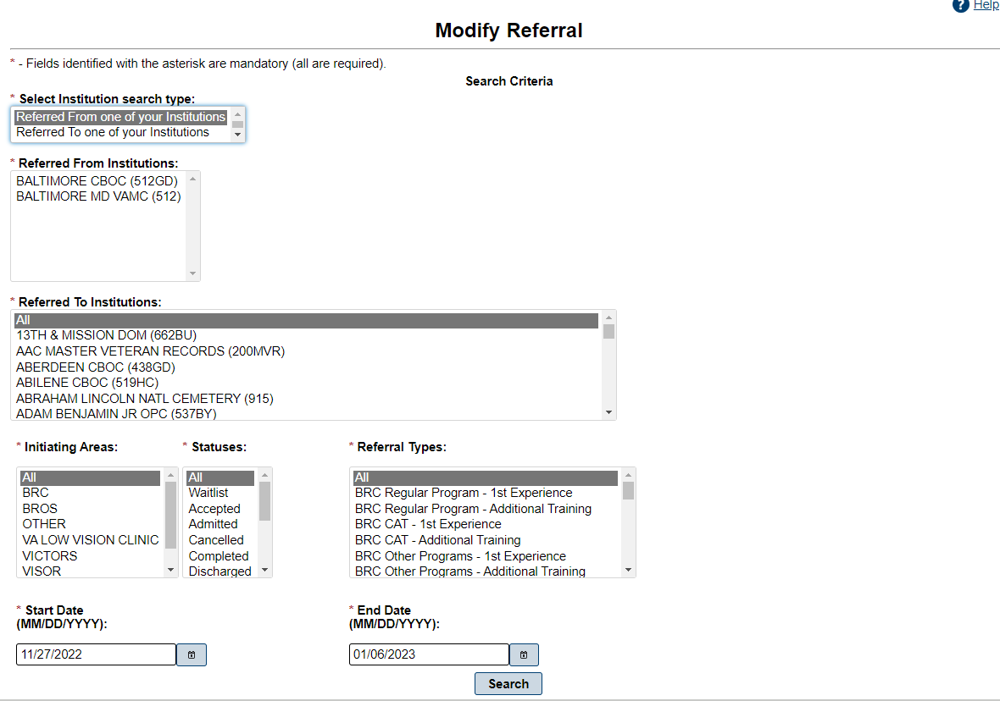 ? Help
Modify Referral
* - Fields identified with the asterisk are mandatory (all are required).
Search Criteria
* Select Institution search type:
Referred From one of your Institutions
Referred To one of your Institutions
* Referred From Institutions:
BALTIMORE CBOC (512GD)
BALTIMORE MD VAMC (512)
* Referred To Institutions:
All
13TH & MISSION DOM (662BU)
AAC MASTER VETERAN RECORDS (200MVR)
ABERDEEN CBOC (438GD)
ABILENE CBOC (519HC)
ABRAHAM LINCOLN NATL CEMETERY (915)
ADAM BENJAMIN JR OPC (537BY)
* Initiating Areas:
All
BRC
BROS
OTHER
VA LOW VISION CLINIC
VICTORS
VISOR
* Statuses:
All
Waitlist
Accepted
Admitted
Cancelled
Completed
Discharged
* Referral Types:
All
BRC Regular Program - 1st Experience
BRC Regular Program - Additional Training
BRC CAT - 1st Experience
BRC CAT - Additional Training
BRC Other Programs - 1st Experience
BRC Other Programs - Additional Training
* Start Date
(MM/DD/YYYY):
11/27/2022
* End Date
(MM/DD/YYYY):
01/06/2023
Search